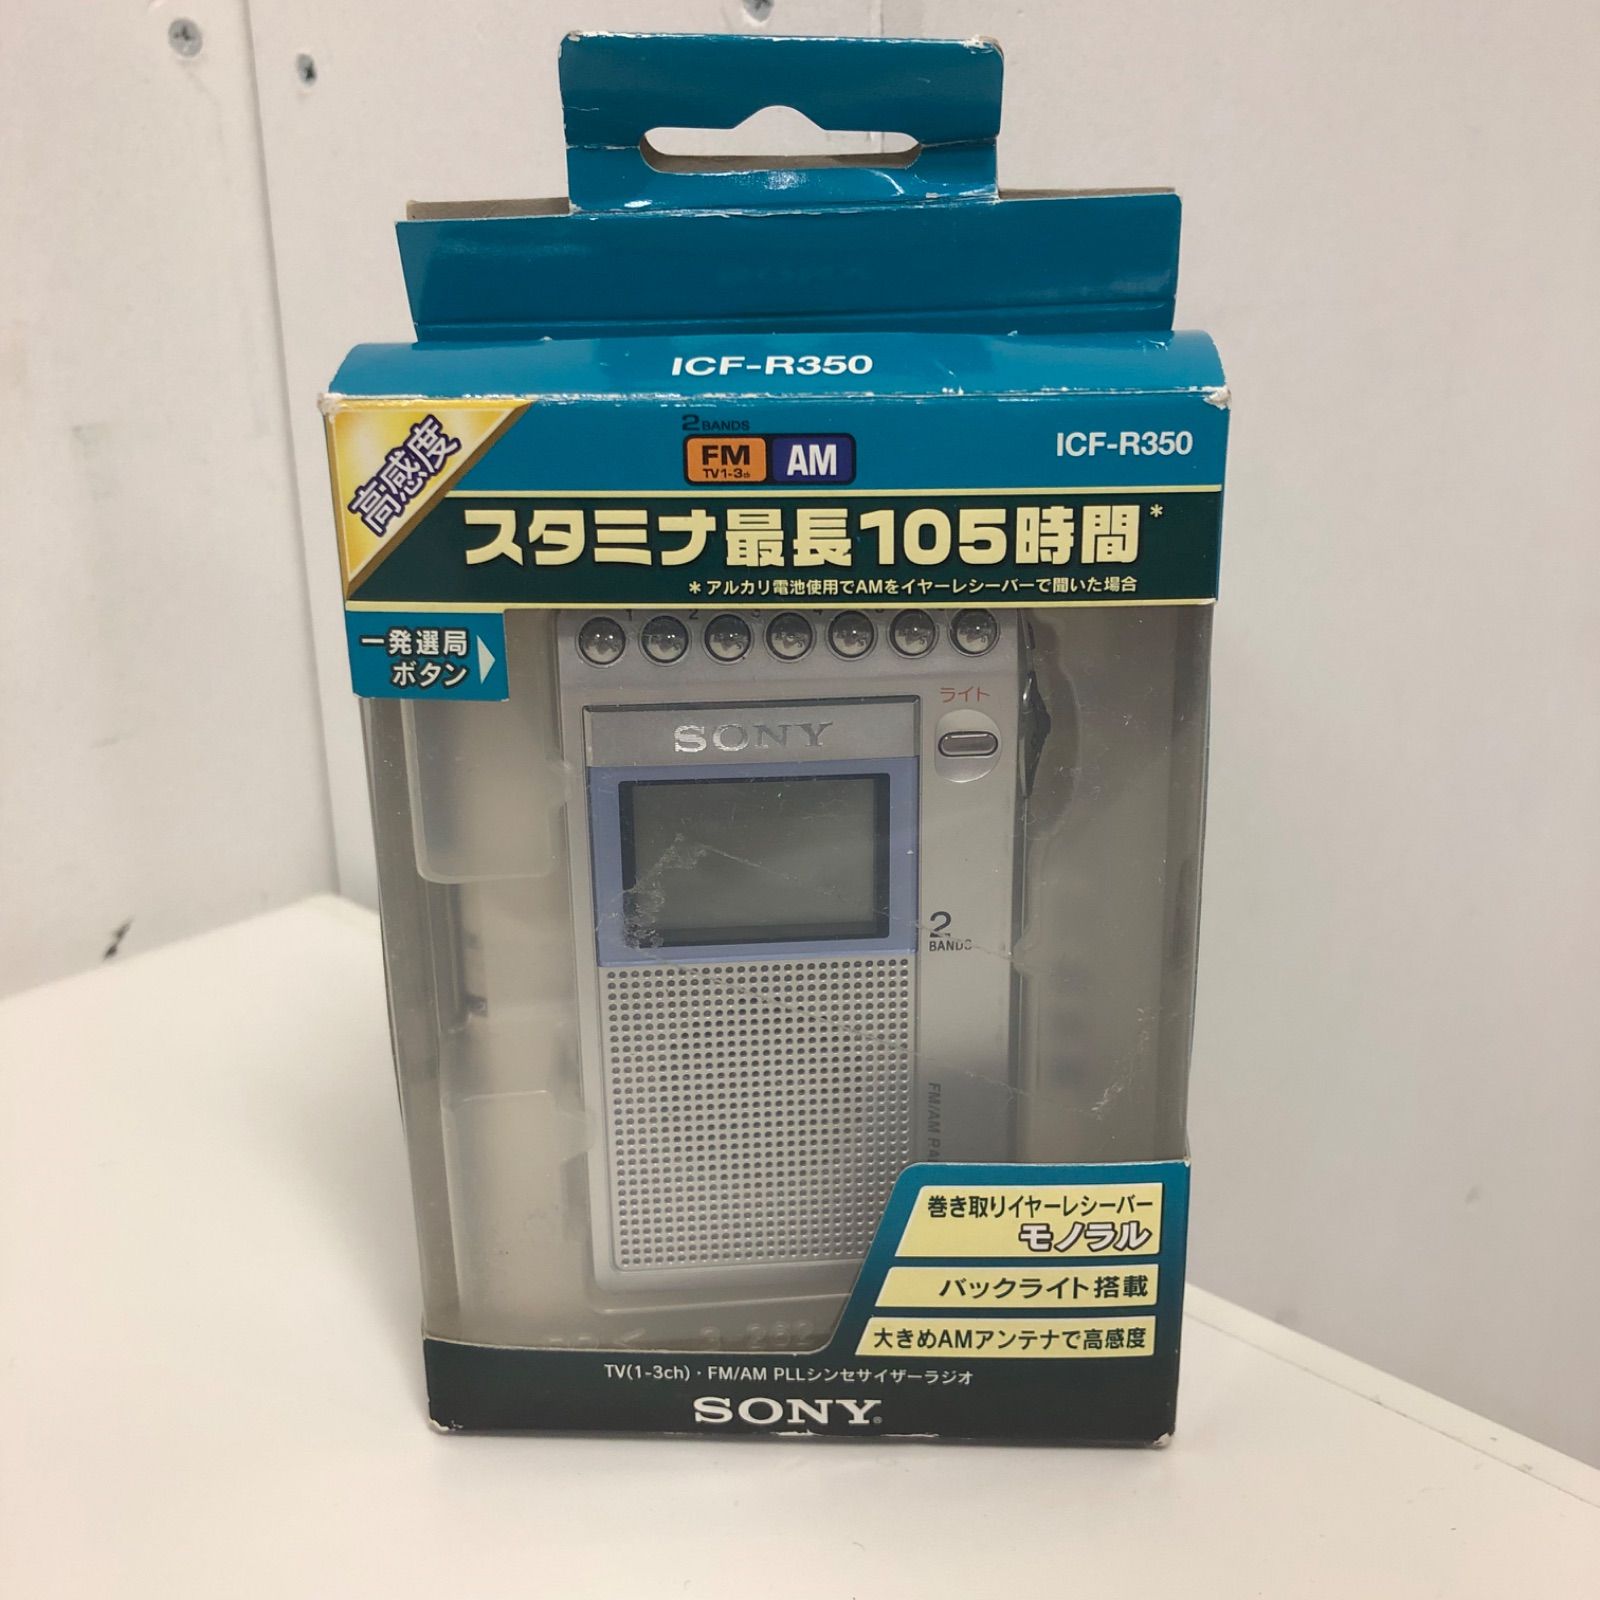 ICF-R350
高感度
2 BANDS
FM
TV1-3ch
AM
ICF-R350
スタミナ最長105時間*
*アルカリ電池使用でAMをイヤーレシーバーで聞いた場合
一発選局
ボタン
1 2 3 4
ライト
SONY
2
BANDS
FM/AM
巻き取りイヤーレシーバー
モノラル
バックライト搭載
大きめAMアンテナで高感度
TV(1-3ch)・FM/AM PLLシンセサイザーラジオ
SONY®